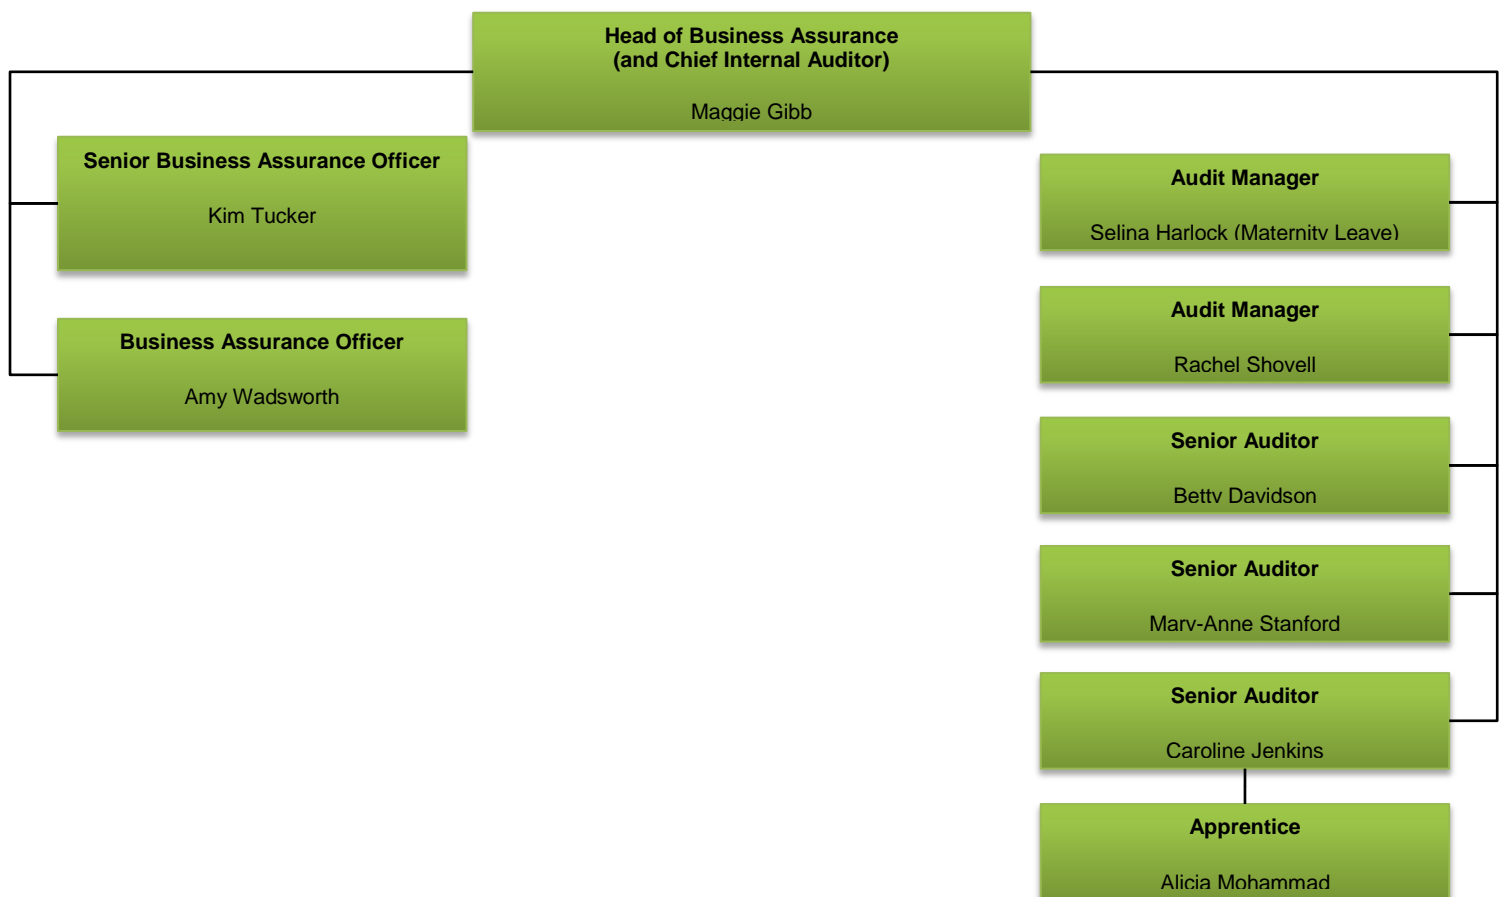 Head of Business Assurance
(and Chief Internal Auditor)
Maggie Gibb
Senior Business Assurance Officer
Kim Tucker
Business Assurance Officer
Amy Wadsworth
Audit Manager
Selina Harlock (Maternity Leave)
Audit Manager
Rachel Shovell
Senior Auditor
Betty Davidson
Senior Auditor
Mary-Anne Stanford
Senior Auditor
Caroline Jenkins
Apprentice
Alicia Mohammad